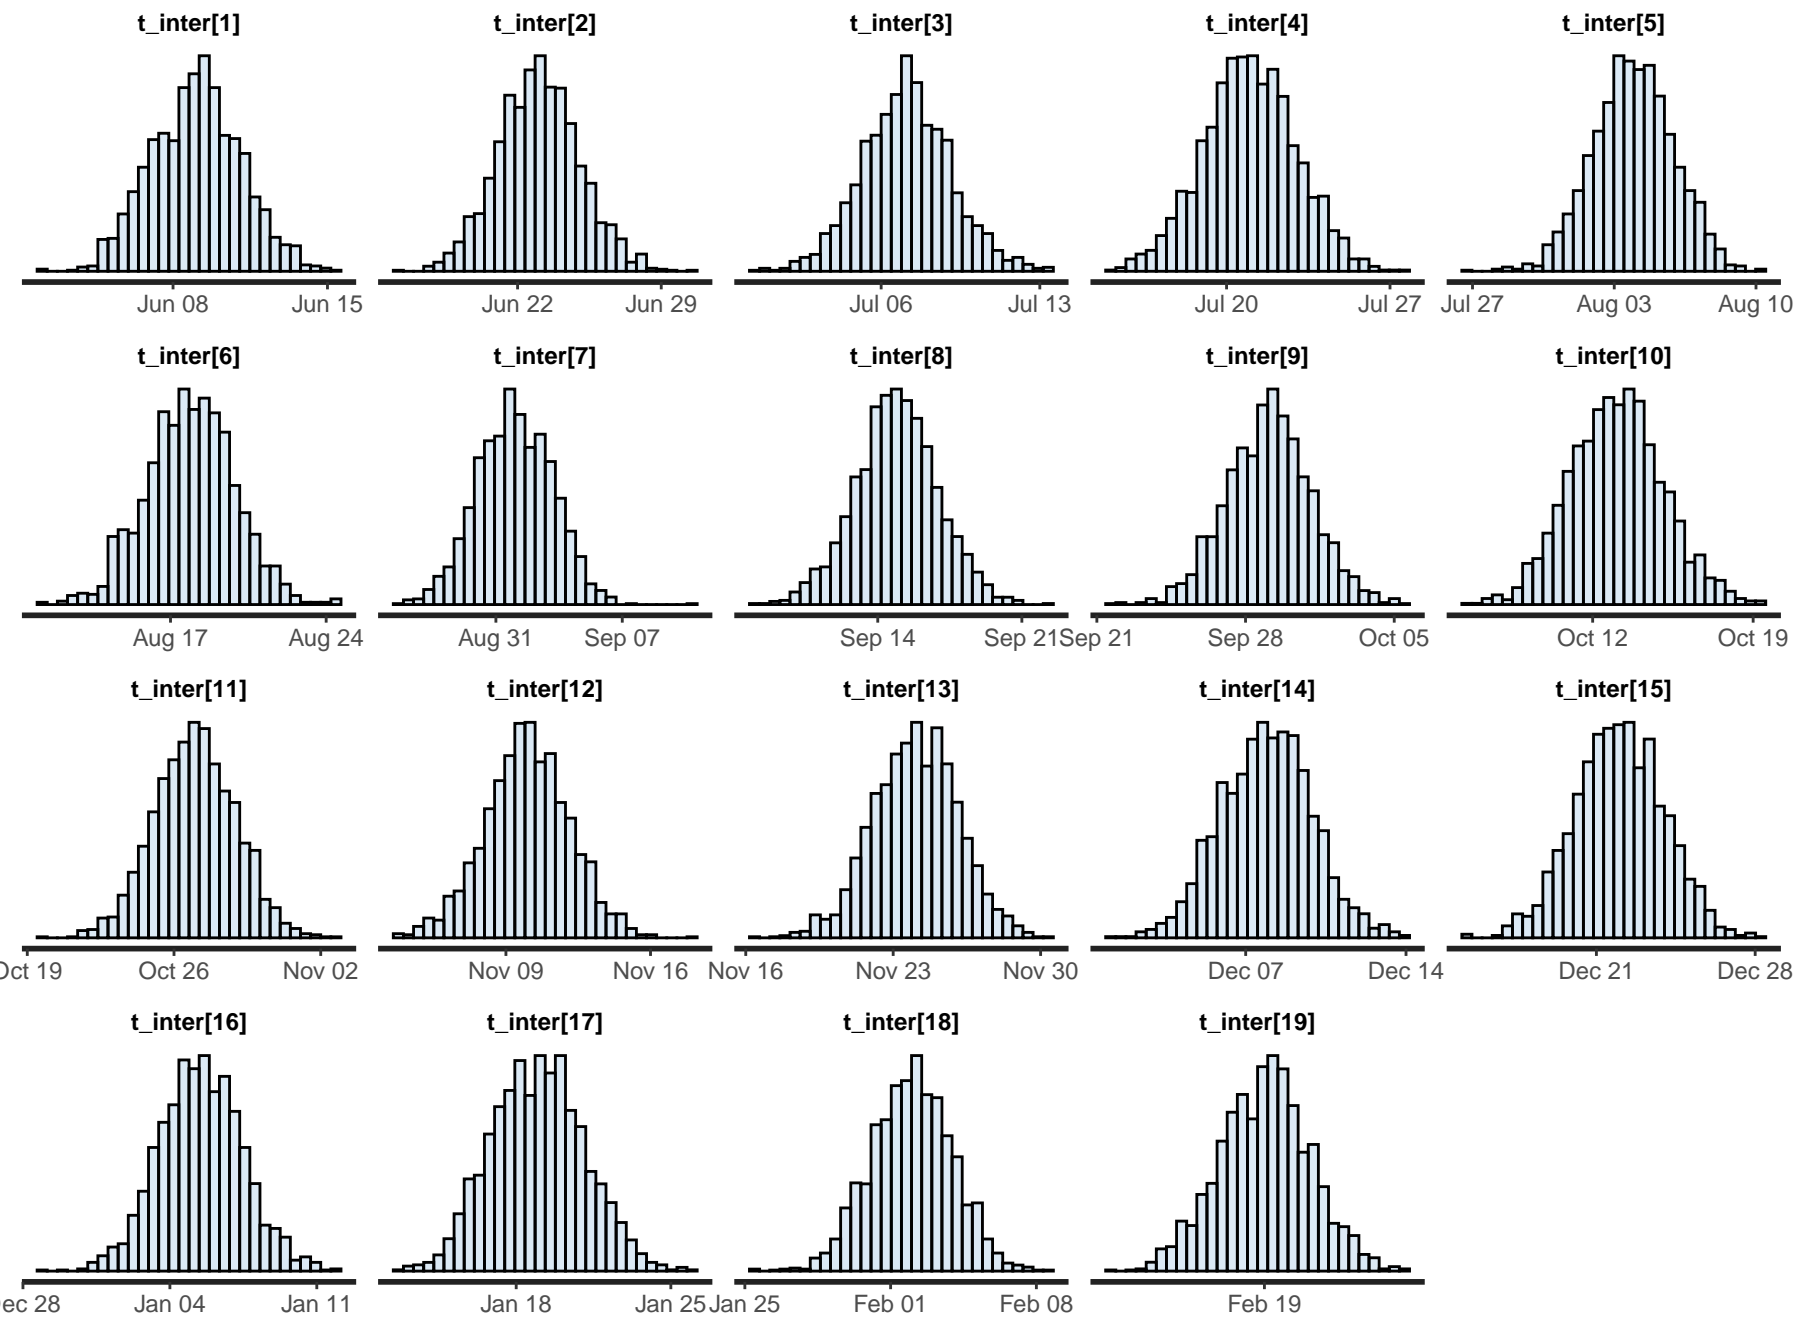 t_inter[1] t_inter[2] t_inter[3] t_inter[4] t_inter[5]
Jun 08 Jun 15 Jun 22 Jun 29 Jul 06 Jul 13 Jul 20 Jul 27 Jul 27 Aug 03 Aug 10
t_inter[6] t_inter[7] t_inter[8] t_inter[9] t_inter[10]
Aug 17 Aug 24 Aug 31 Sep 07 Sep 14 Sep 21 Sep 21 Sep 28 Oct 05 Oct 12 Oct 19
t_inter[11] t_inter[12] t_inter[13] t_inter[14] t_inter[15]
Oct 19 Oct 26 Nov 02 Nov 09 Nov 16 Nov 16 Nov 23 Nov 30 Dec 07 Dec 14 Dec 21 Dec 28
t_inter[16] t_inter[17] t_inter[18] t_inter[19]
ec 28 Jan 04 Jan 11 Jan 18 Jan 25 Jan 25 Feb 01 Feb 08 Feb 19